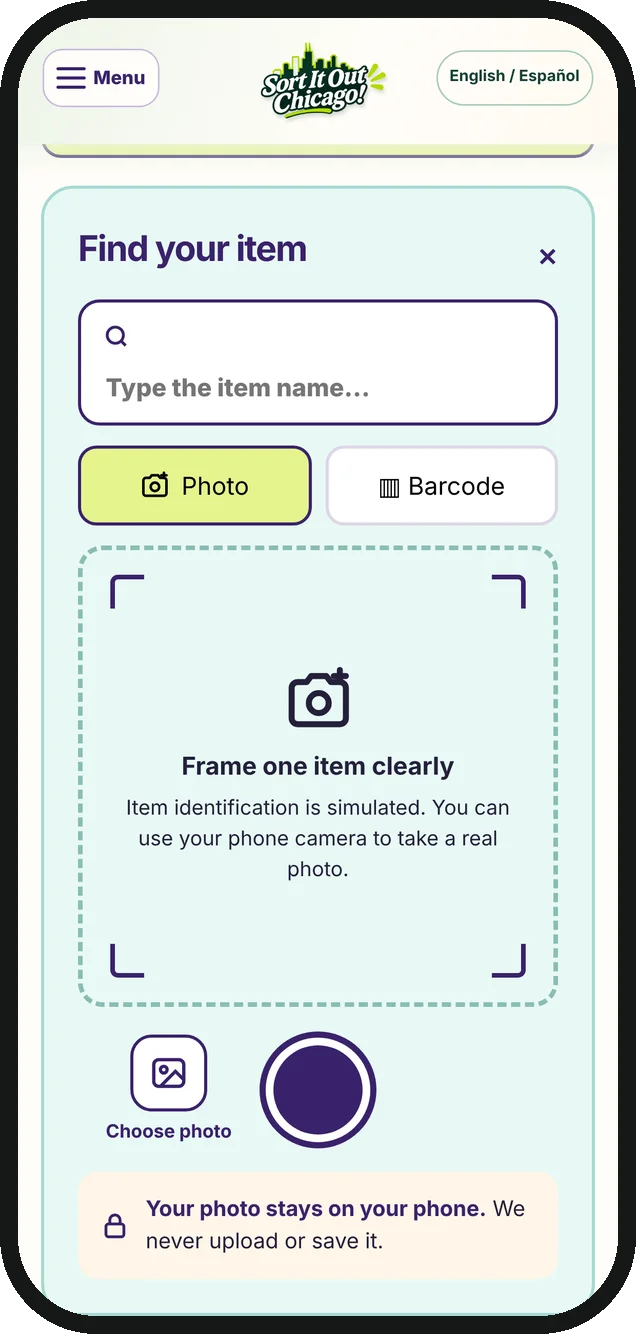 Menu
Sort It Out
Chicago!
English / Español
Find your item
Type the item name...
Photo
Barcode
Frame one item clearly
Item identification is simulated. You can
use your phone camera to take a real
photo.
Choose photo
Your photo stays on your phone. We
never upload or save it.